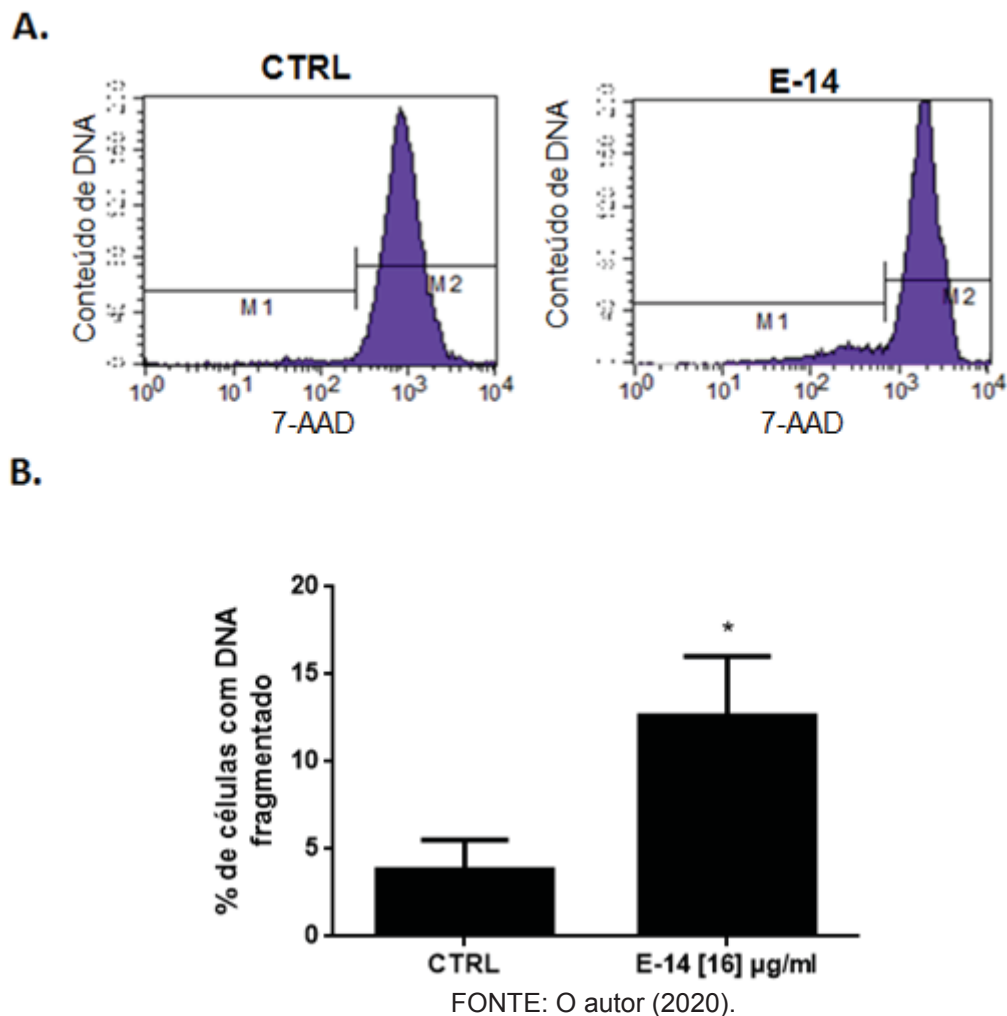 A.
CTRL
Conteúdo de DNA
M1
M2
10^0 10^1 10^2 10^3 10^4
7-AAD
E-14
Conteúdo de DNA
M1
M2
10^0 10^1 10^2 10^3 10^4
7-AAD
B.
% de células com DNA
fragmentado
20
15
10
5
0
*
CTRL
E-14 [16] µg/ml
FONTE: O autor (2020).